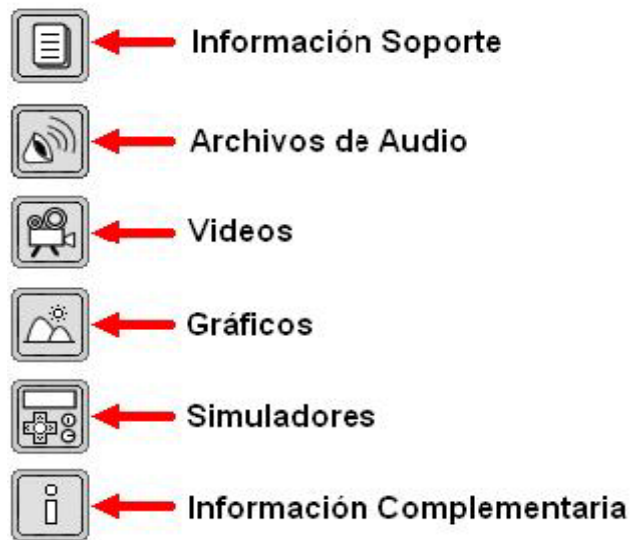 Información Soporte
Archivos de Audio
Videos
Gráficos
Simuladores
Información Complementaria